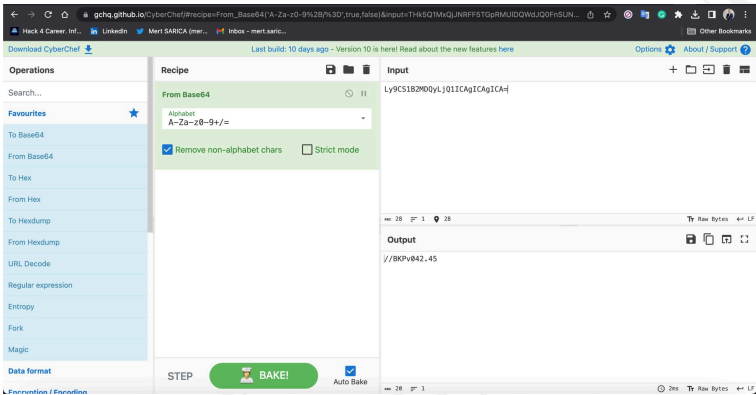 gchq.github.io/CyberChef/#recipe=From_Base64('A-Za-z0-9%2B/%3D',true,false)&input=THk5Q1MxQjJNRFF5TGpRMUlDQWdJQ0FnSUN...
Hack 4 Career. Inf...
LinkedIn
Mert SARICA (mer...
Inbox - mert.saric...
Other Bookmarks
Download CyberChef
Last build: 10 days ago - Version 10 is here! Read about the new features here
Options
About / Support
Operations
Recipe
Input
Search...
From Base64
Ly9CS1B2MDQyLjQ1ICAgICAgICA=
Favourites
Alphabet
A-Za-z0-9+/=
To Base64
Remove non-alphabet chars
Strict mode
From Base64
To Hex
From Hex
To Hexdump
28
1
28
Raw Bytes
LF
From Hexdump
Output
URL Decode
//BKPv042.45
Regular expression
Entropy
Fork
Magic
Data format
STEP
BAKE!
Auto Bake
Encryption / Encoding
20
1
2ms
Raw Bytes
LF